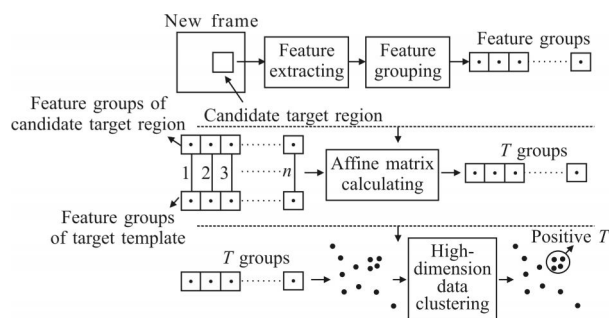 New frame
Feature extracting
Feature grouping
Feature groups
Candidate target region
Feature groups of
candidate target region
1 2 3 n
Affine matrix
calculating
T groups
Feature groups
of target template
T groups
High-
dimension
data
clustering
Positive T